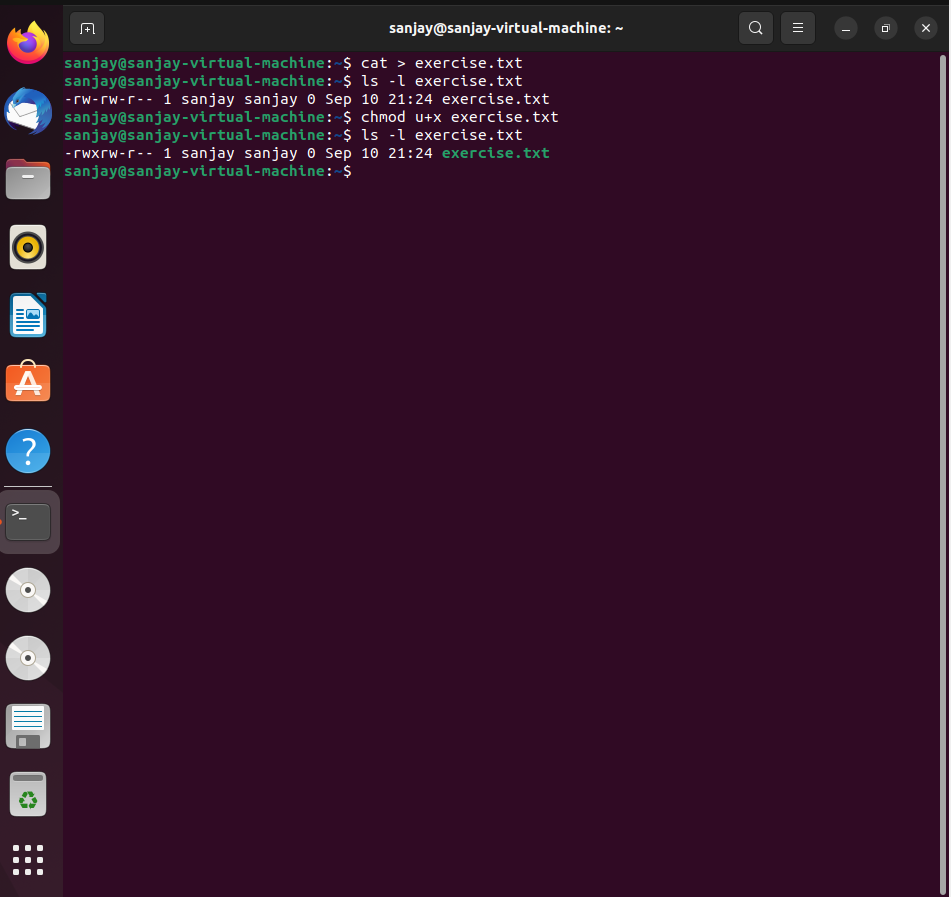 sanjay@sanjay-virtual-machine: ~
sanjay@sanjay-virtual-machine:~$ cat > exercise.txt
sanjay@sanjay-virtual-machine:~$ ls -l exercise.txt
-rw-rw-r-- 1 sanjay sanjay 0 Sep 10 21:24 exercise.txt
sanjay@sanjay-virtual-machine:~$ chmod u+x exercise.txt
sanjay@sanjay-virtual-machine:~$ ls -l exercise.txt
-rwxrw-r-- 1 sanjay sanjay 0 Sep 10 21:24 exercise.txt
sanjay@sanjay-virtual-machine:~$